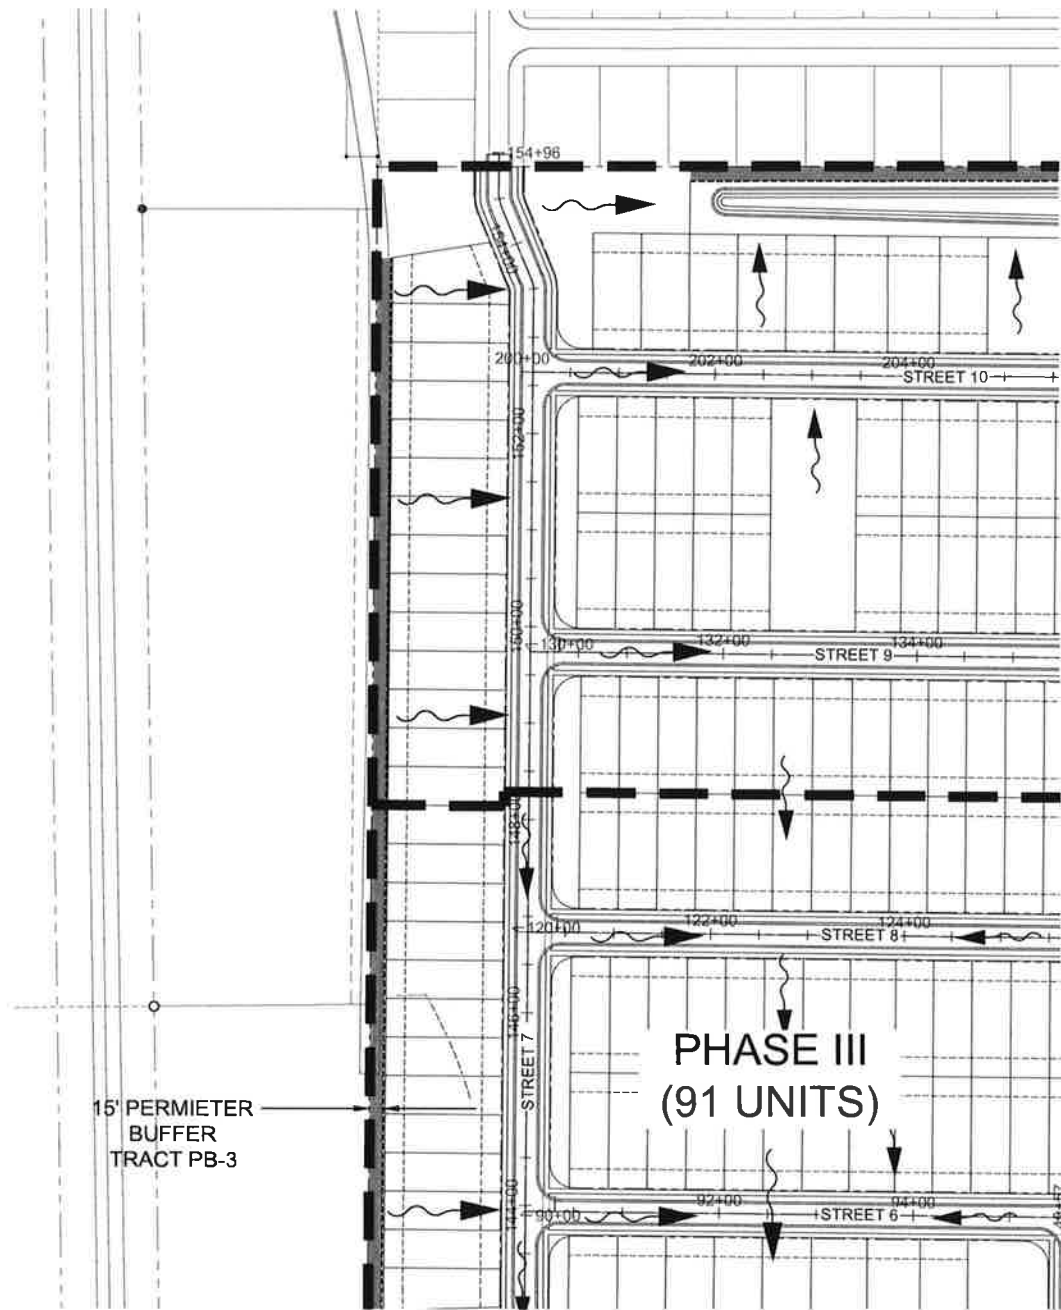 154+96
154+00
200+00
202+00
204+00
STREET 10
152+00
150+00
130+00
132+00
134+00
STREET 9
148+00
120+00
122+00
124+00
STREET 8
146+00
STREET 7
PHASE III
(91 UNITS)
15' PERMIETER
BUFFER
TRACT PB-3
144+00
90+00
92+00
94+00
STREET 6